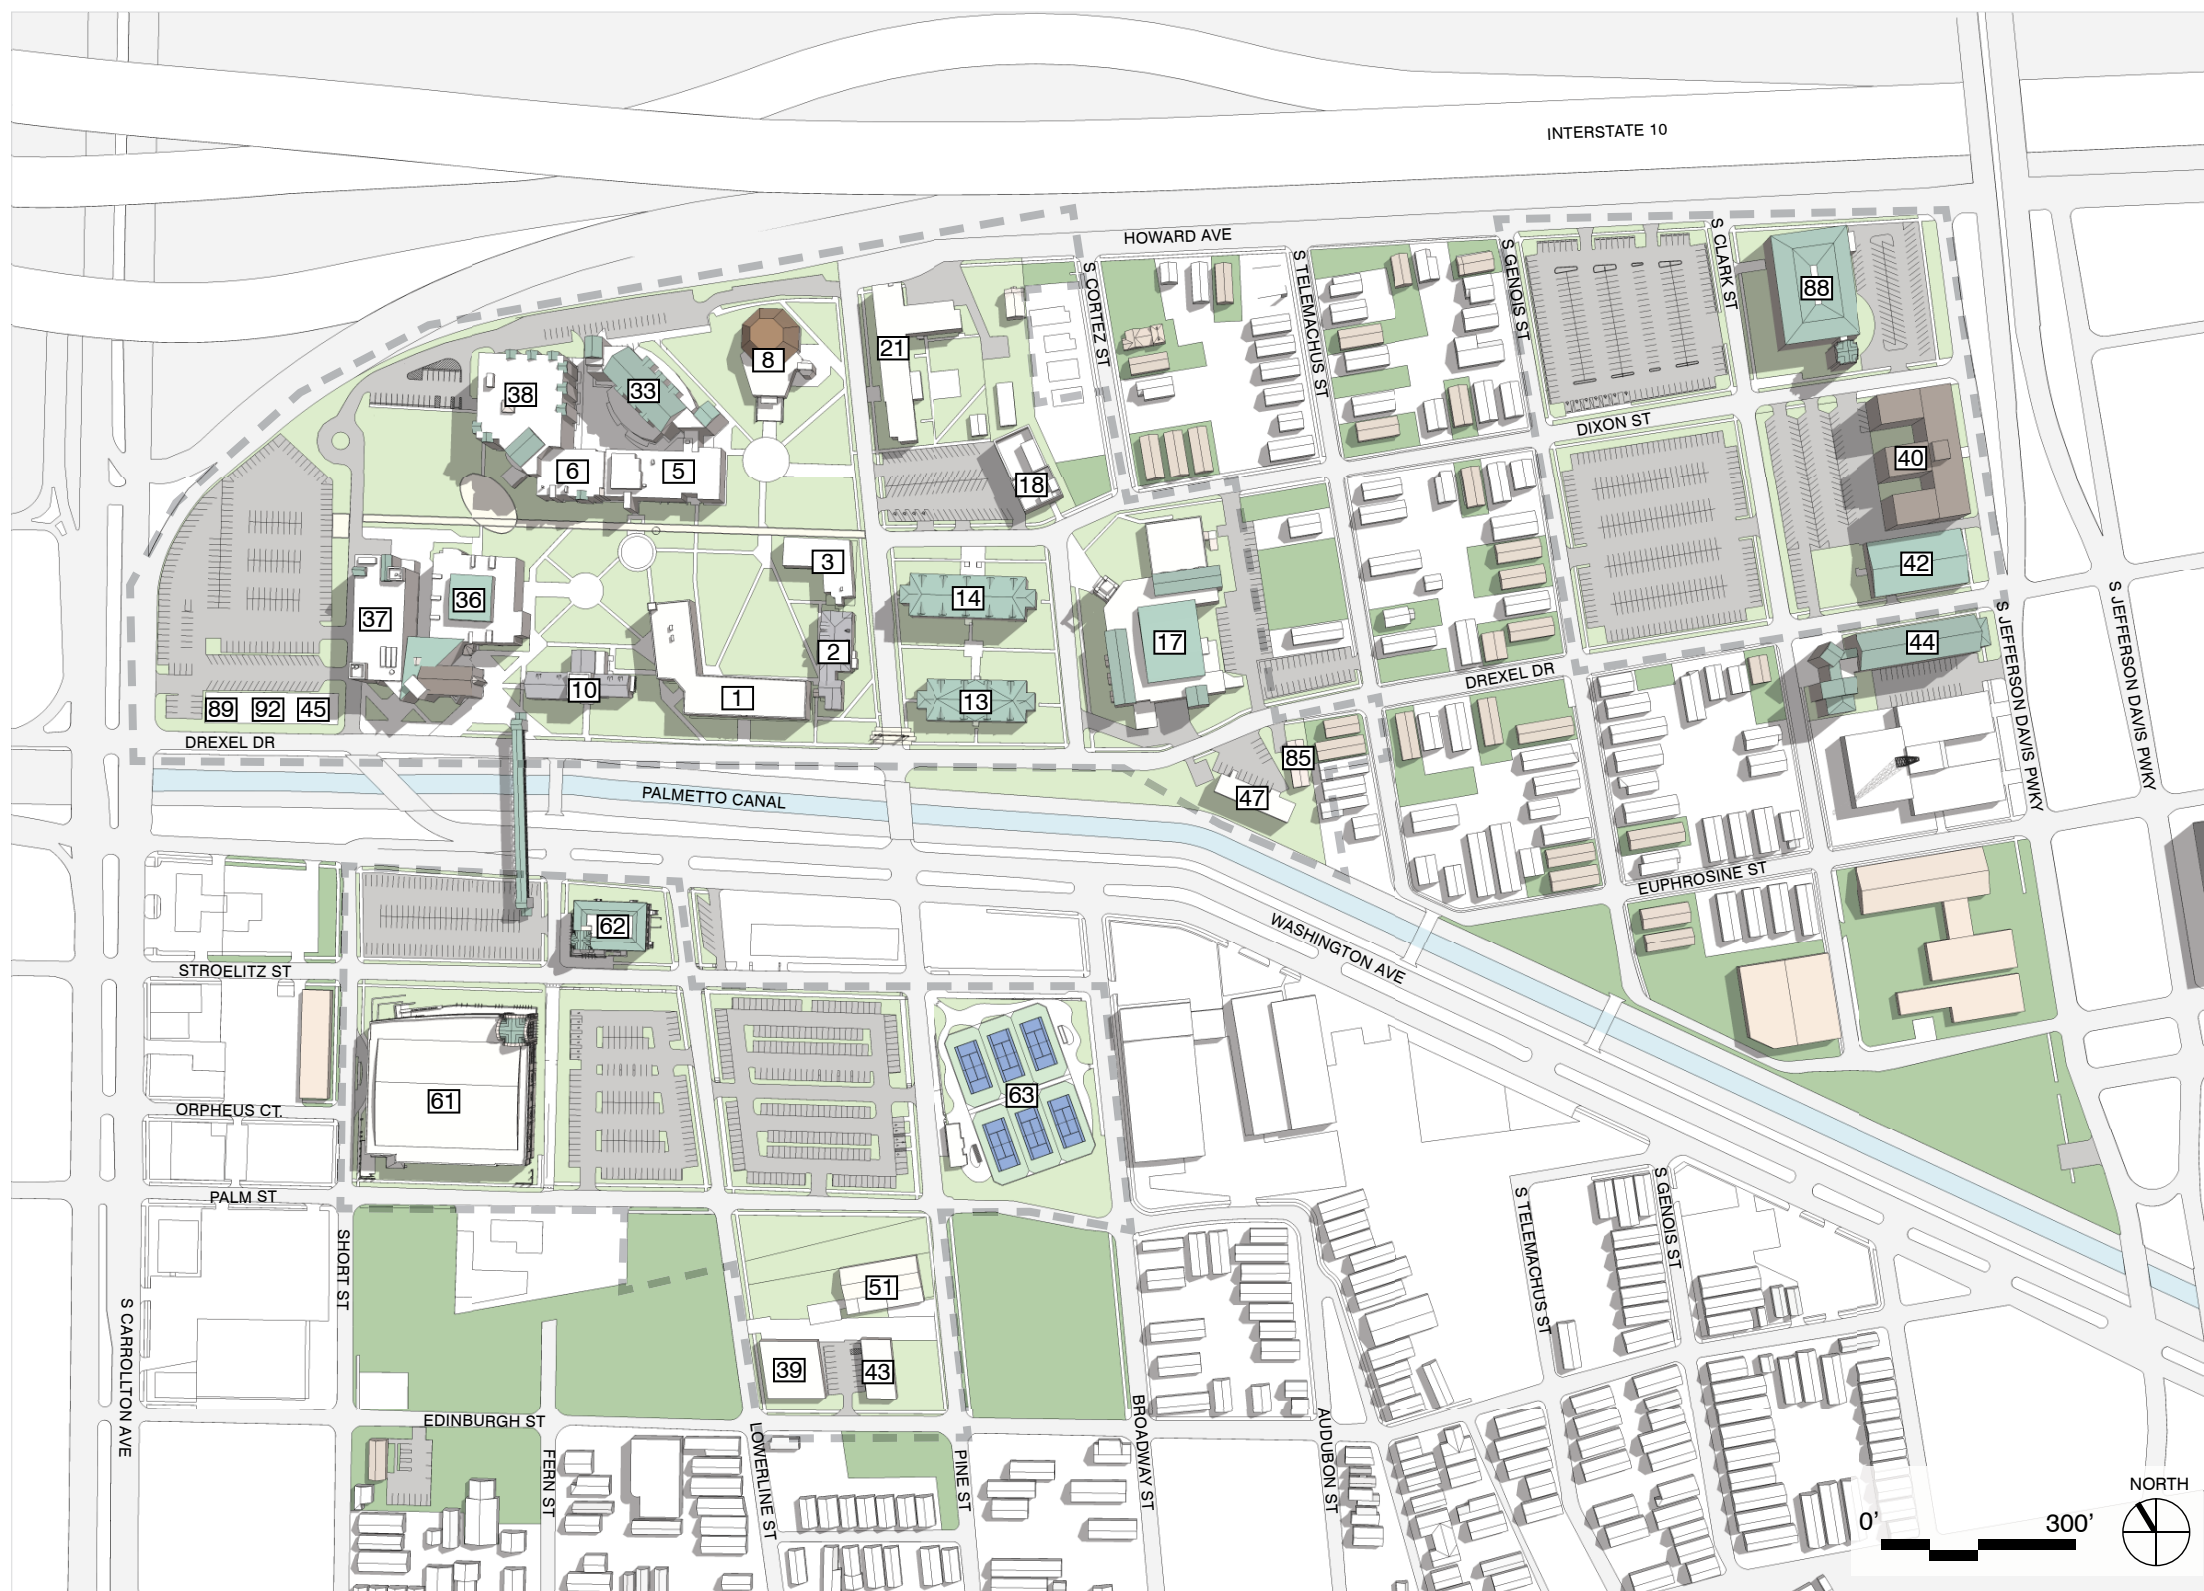 INTERSTATE 10
HOWARD AVE
S CORTEZ ST
S TELEMACHUS ST
S GENOIS ST
S CLARK ST
88
21
8
38
33
DIXON ST
6
5
18
40
3
42
37
36
14
17
2
44
S JEFFERSON DAVIS PWKY
S JEFFERSON DAVIS PWKY
10
1
13
DREXEL DR
89
92
45
DREXEL DR
85
47
PALMETTO CANAL
EUPHROSINE ST
62
WASHINGTON AVE
STROELITZ ST
61
63
ORPHEUS CT.
PALM ST
S TELEMACHUS ST
S GENOIS ST
SHORT ST
51
S CARROLLTON AVE
39
43
EDINBURGH ST
FERN ST
LOWERLINE ST
PINE ST
BROADWAY ST
AUDUBON ST
NORTH
0’
300’